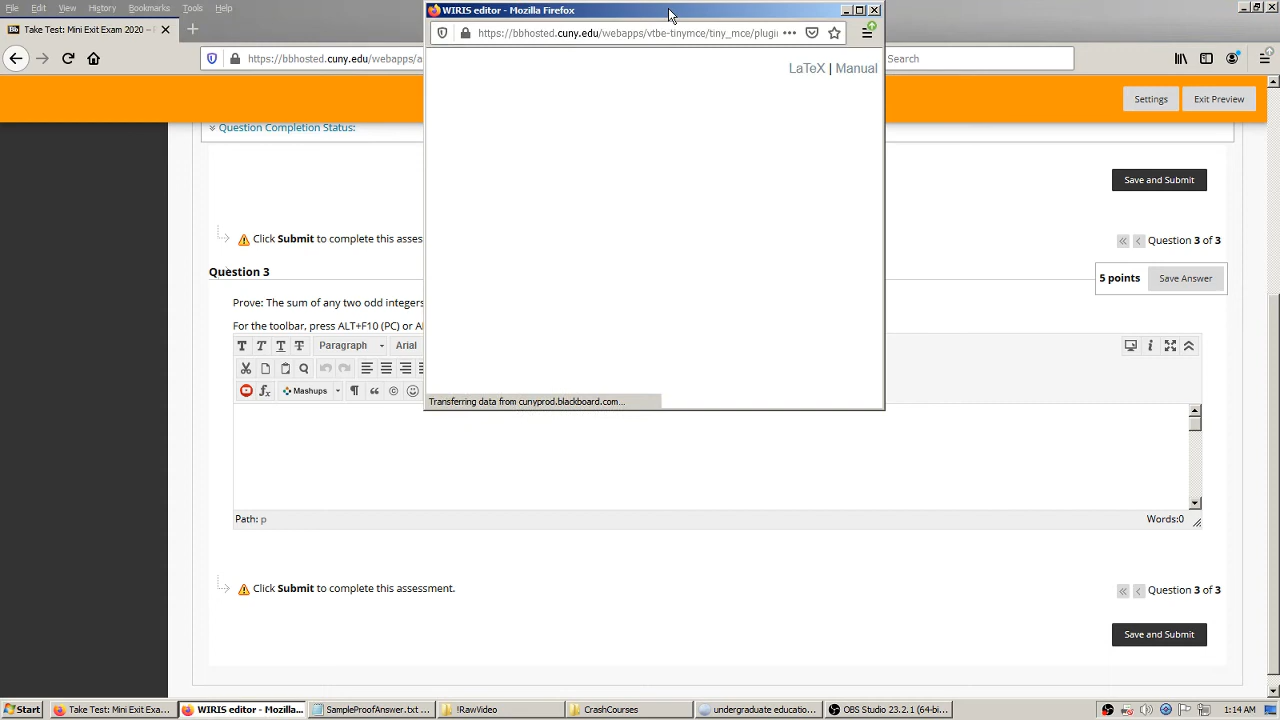 File Edit View History Bookmarks Tools Help
WIRIS editor - Mozilla Firefox
Take Test: Mini Exit Exam 2020 –
https://bbhosted.cuny.edu/webapps/vtbe-tinymce/tiny_mce/plugin
https://bbhosted.cuny.edu/webapps/a
Search
LaTeX | Manual
Settings
Exit Preview
Question Completion Status:
Save and Submit
Click Submit to complete this asses
Question 3 of 3
Question 3
5 points
Save Answer
Prove: The sum of any two odd integers
For the toolbar, press ALT+F10 (PC) or Al
T T T T Paragraph Arial
Mashups
Transferring data from cunyprod.blackboard.com...
Path: p
Words:0
Click Submit to complete this assessment.
Question 3 of 3
Save and Submit
Start
Take Test: Mini Exit Exam...
WIRIS editor - Mozilla...
SampleProofAnswer.txt ...
!RawVideo
CrashCourses
undergraduate educatio...
OBS Studio 23.2.1 (64-bi...
1:14 AM